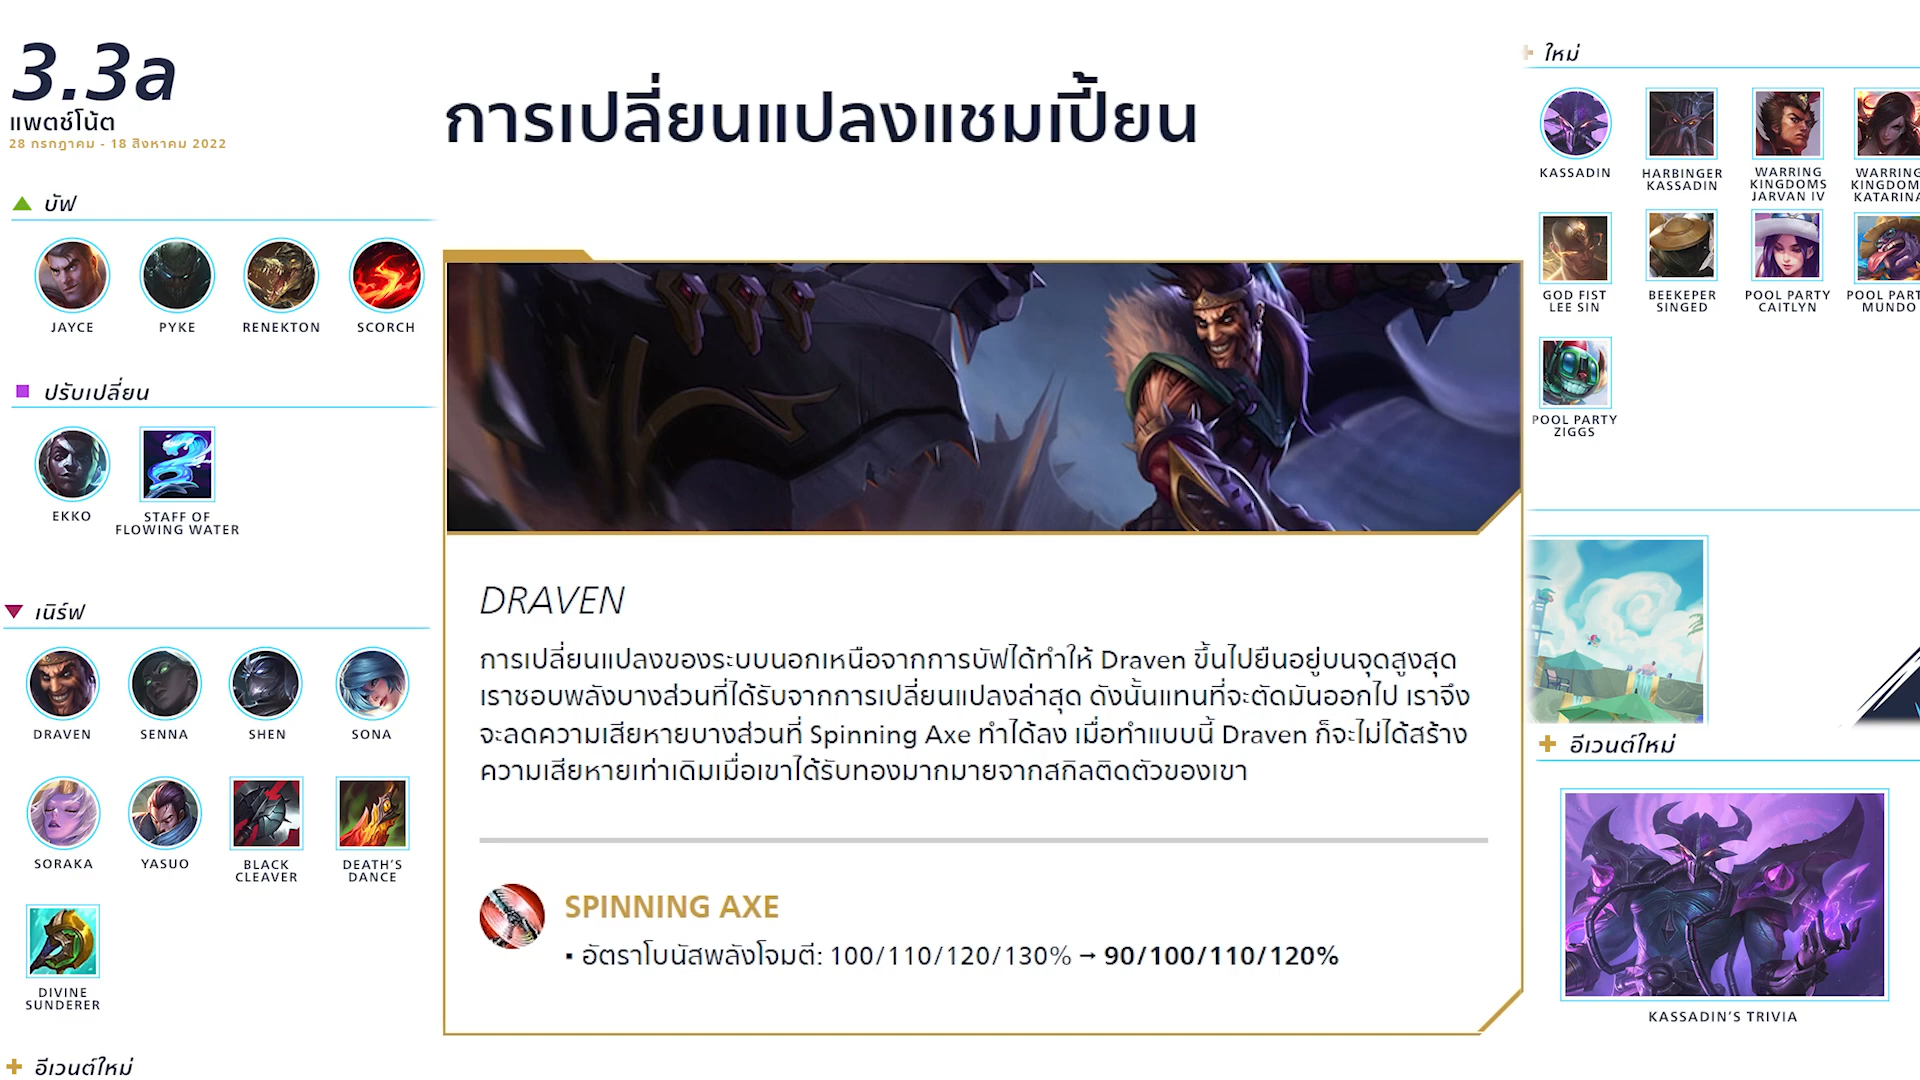 3.3a
แพตช์โน้ต
28 กรกฎาคม - 18 สิงหาคม 2022
บัฟ
JAYCE
PYKE
RENEKTON
SCORCH
ปรับเปลี่ยน
EKKO
STAFF OF
FLOWING WATER
เนิร์ฟ
DRAVEN
SENNA
SHEN
SONA
SORAKA
YASUO
BLACK
CLEAVER
DEATH'S
DANCE
DIVINE
SUNDERER
อีเวนต์ใหม่
การเปลี่ยนแปลงแชมเปี้ยน
DRAVEN
การเปลี่ยนแปลงของระบบนอกเหนือจากการบัฟได้ทำให้ Draven ขึ้นไปยืนอยู่บนจุดสูงสุด
เราชอบพลังบางส่วนที่ได้รับจากการเปลี่ยนแปลงล่าสุด ดังนั้นแทนที่จะตัดมันออกไป เราจึง
จะลดความเสียหายบางส่วนที่ Spinning Axe ทำได้ลง เมื่อทำแบบนี้ Draven ก็จะไม่ได้สร้าง
ความเสียหายเท่าเดิมเมื่อเขาได้รับทองมากมายจากสกิลติดตัวของเขา
SPINNING AXE
▪ อัตราโบนัสพลังโจมตี: 100/110/120/130% → 90/100/110/120%
ใหม่
KASSADIN
HARBINGER
KASSADIN
WARRING
KINGDOMS
JARVAN IV
WARRING
KINGDOM
KATARINA
GOD FIST
LEE SIN
BEEKEPER
SINGED
POOL PARTY
CAITLYN
POOL PART
MUNDO
POOL PARTY
ZIGGS
อีเวนต์ใหม่
KASSADIN'S TRIVIA